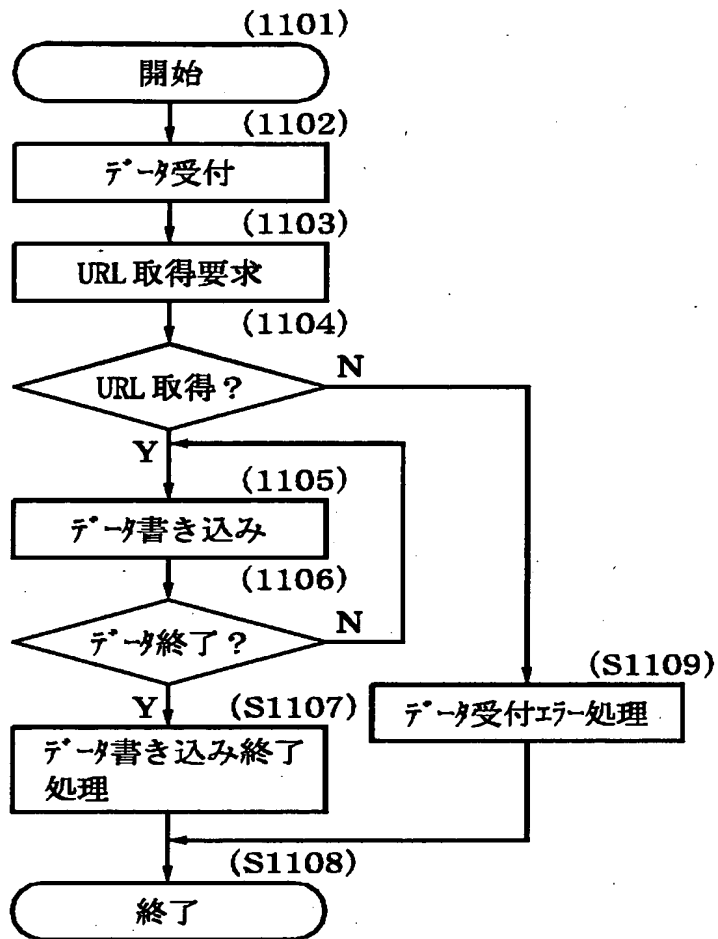 (1101)
開始
(1102)
データ受付
(1103)
URL取得要求
(1104)
URL取得?
N
Y
(1105)
データ書き込み
(1106)
データ終了?
N
Y
(S1107)
(S1109)
データ書き込み終了
処理
データ受付エラー処理
(S1108)
終了